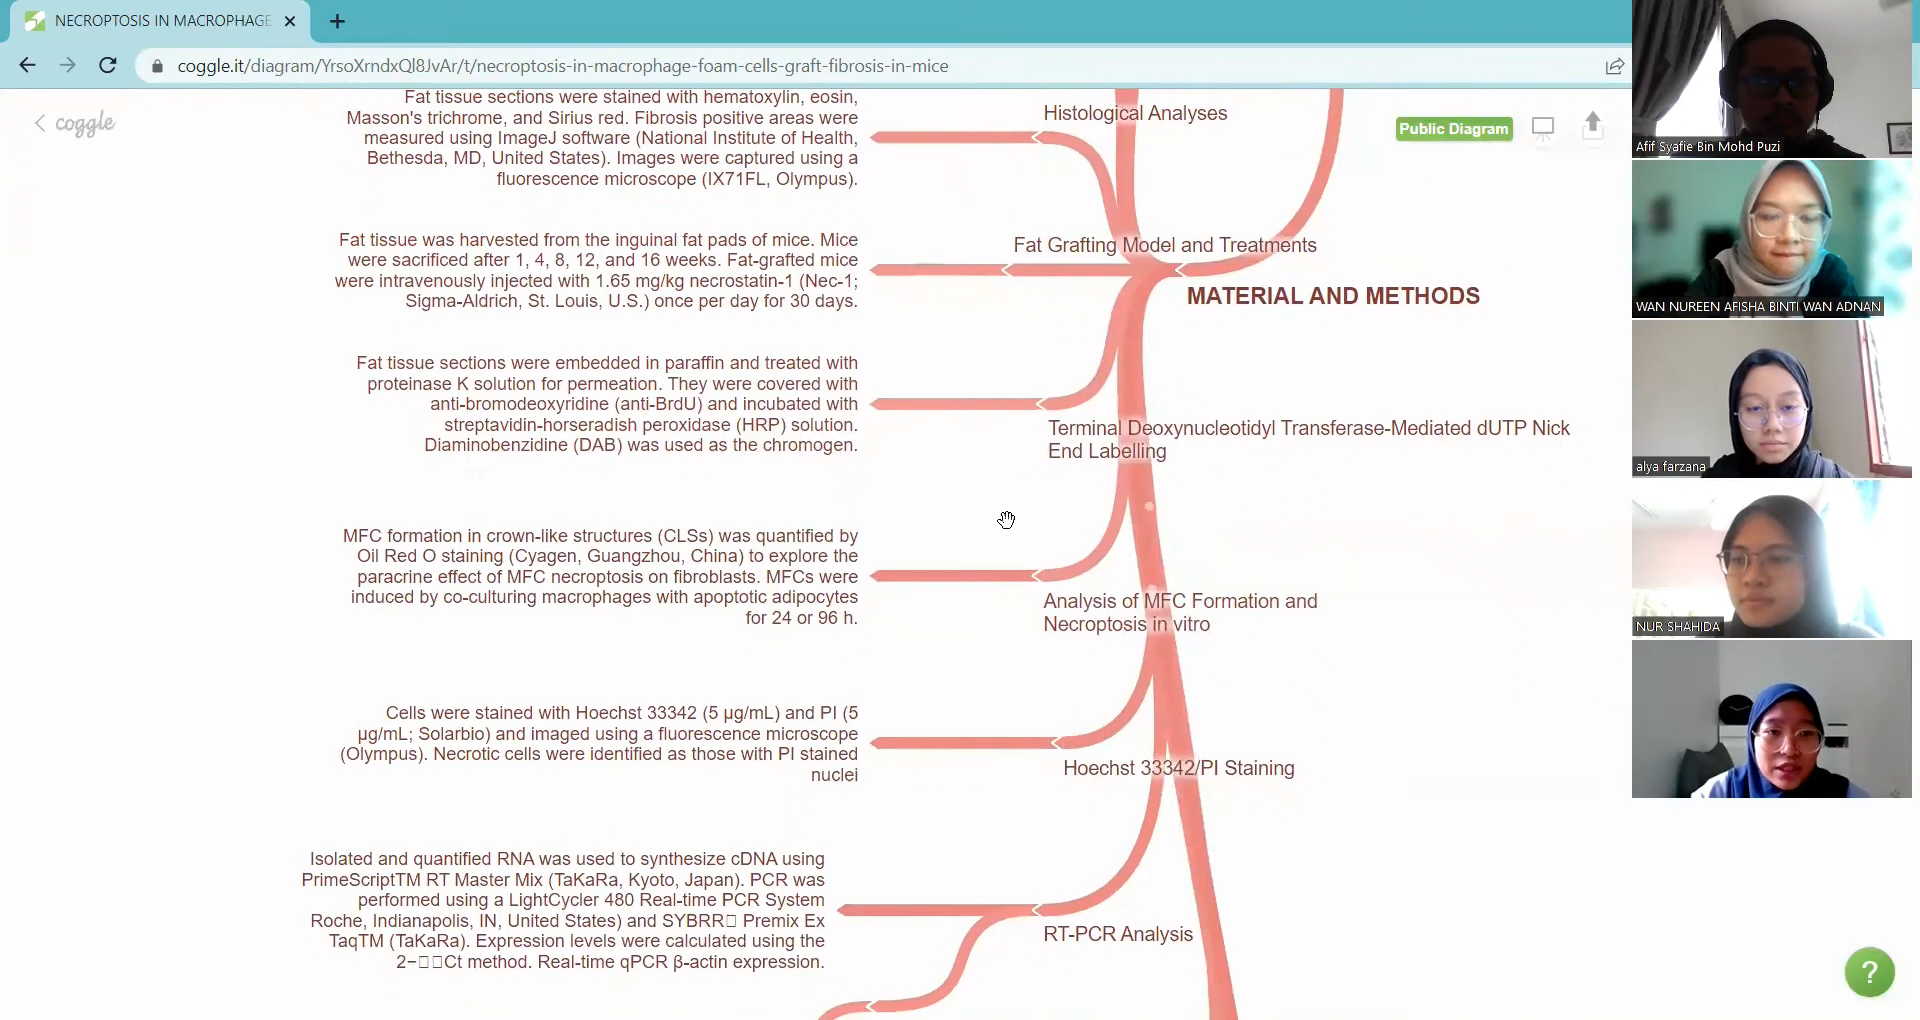 NECROPTOSIS IN MACROPHAGE
coggle.it/diagram/YrsoXrndxQl8JvAr/t/necroptosis-in-macrophage-foam-cells-graft-fibrosis-in-mice
coggle
Public Diagram
Fat tissue sections were stained with hematoxylin, eosin,
Masson's trichrome, and Sirius red. Fibrosis positive areas were
measured using ImageJ software (National Institute of Health,
Bethesda, MD, United States). Images were captured using a
fluorescence microscope (IX71FL, Olympus).
Histological Analyses
Fat tissue was harvested from the inguinal fat pads of mice. Mice
were sacrificed after 1, 4, 8, 12, and 16 weeks. Fat-grafted mice
were intravenously injected with 1.65 mg/kg necrostatin-1 (Nec-1;
Sigma-Aldrich, St. Louis, U.S.) once per day for 30 days.
Fat Grafting Model and Treatments
MATERIAL AND METHODS
Fat tissue sections were embedded in paraffin and treated with
proteinase K solution for permeation. They were covered with
anti-bromodeoxyridine (anti-BrdU) and incubated with
streptavidin-horseradish peroxidase (HRP) solution.
Diaminobenzidine (DAB) was used as the chromogen.
Terminal Deoxynucleotidyl Transferase-Mediated dUTP Nick
End Labelling
MFC formation in crown-like structures (CLSs) was quantified by
Oil Red O staining (Cyagen, Guangzhou, China) to explore the
paracrine effect of MFC necroptosis on fibroblasts. MFCs were
induced by co-culturing macrophages with apoptotic adipocytes
for 24 or 96 h.
Analysis of MFC Formation and
Necroptosis in vitro
Cells were stained with Hoechst 33342 (5 μg/mL) and PI (5
μg/mL; Solarbio) and imaged using a fluorescence microscope
(Olympus). Necrotic cells were identified as those with PI stained
nuclei
Hoechst 33342/PI Staining
Isolated and quantified RNA was used to synthesize cDNA using
PrimeScriptTM RT Master Mix (TaKaRa, Kyoto, Japan). PCR was
performed using a LightCycler 480 Real-time PCR System
Roche, Indianapolis, IN, United States) and SYBRR□ Premix Ex
TaqTM (TaKaRa). Expression levels were calculated using the
2−□□Ct method. Real-time qPCR β-actin expression.
RT-PCR Analysis
Afif Syafie Bin Mohd Puzi
WAN NUREEN AFISHA BINTI WAN ADNAN
alya farzana
NUR SHAHIDA
?